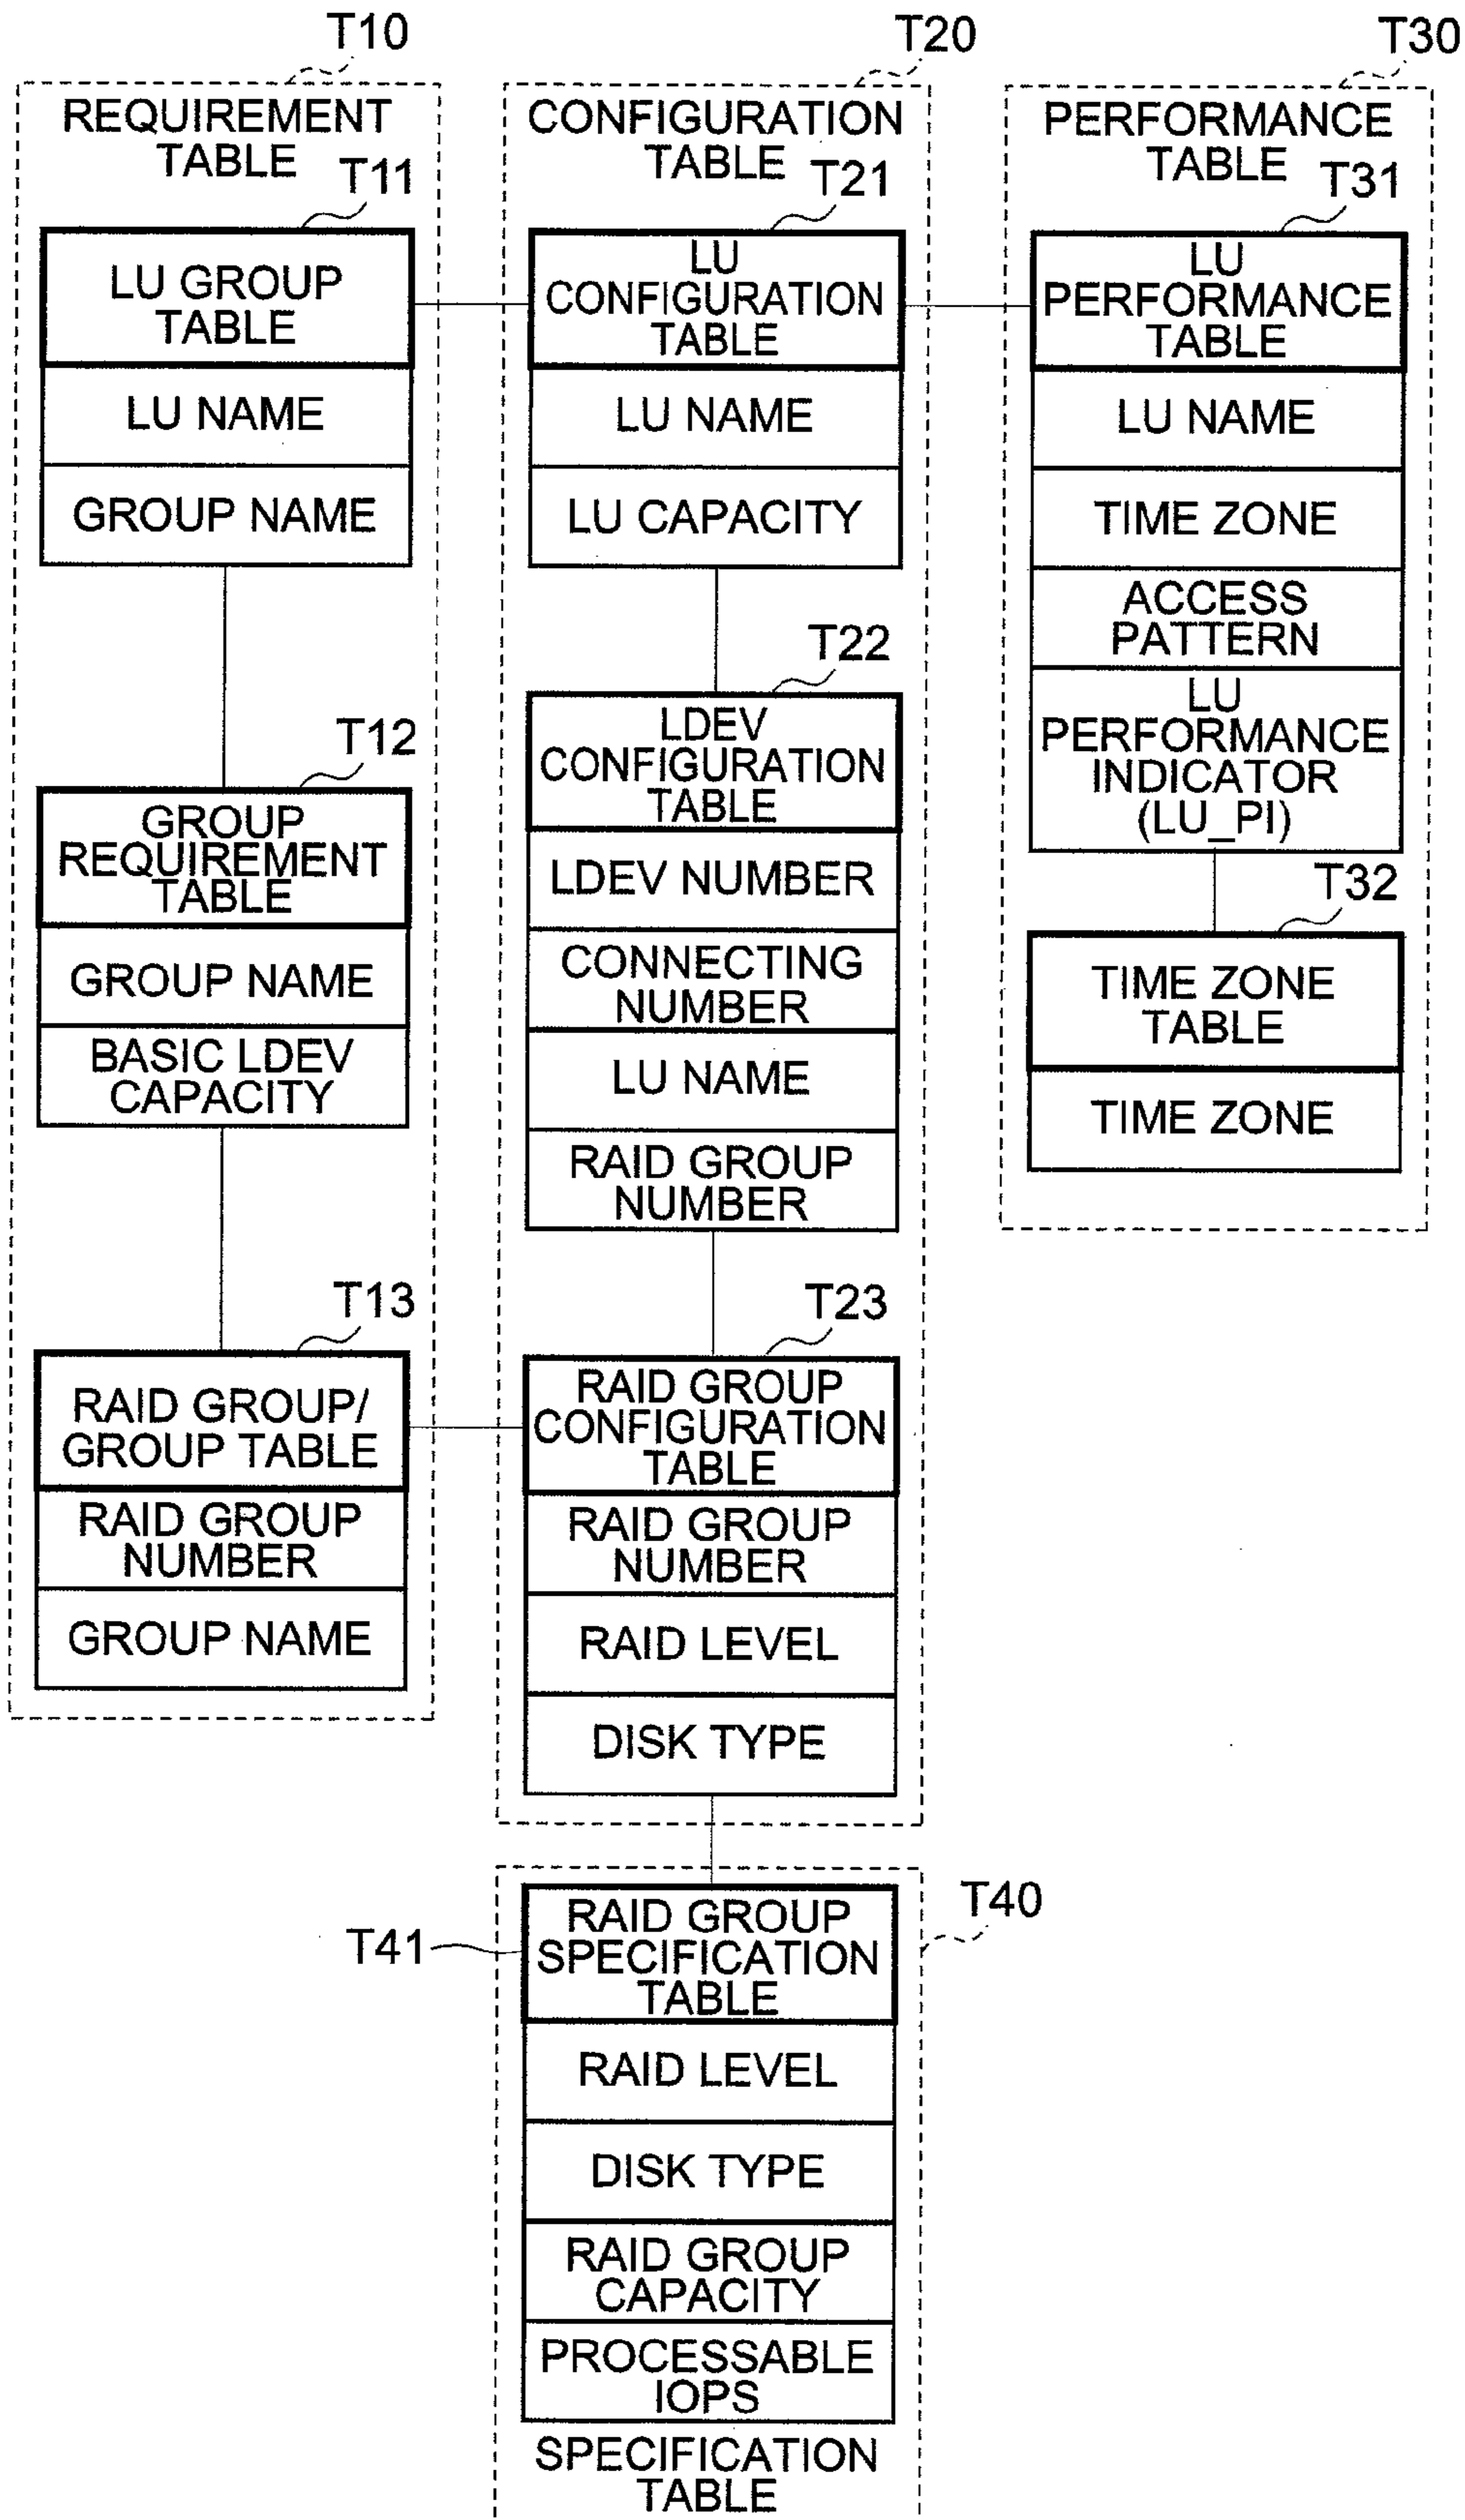 T10
REQUIREMENT
TABLE
T11
LU GROUP
TABLE
LU NAME
GROUP NAME
T12
GROUP
REQUIREMENT
TABLE
GROUP NAME
BASIC LDEV
CAPACITY
T13
RAID GROUP/
GROUP TABLE
RAID GROUP
NUMBER
GROUP NAME
T20
CONFIGURATION
TABLE
T21
LU
CONFIGURATION
TABLE
LU NAME
LU CAPACITY
T22
LDEV
CONFIGURATION
TABLE
LDEV NUMBER
CONNECTING
NUMBER
LU NAME
RAID GROUP
NUMBER
T23
RAID GROUP
CONFIGURATION
TABLE
RAID GROUP
NUMBER
RAID LEVEL
DISK TYPE
T30
PERFORMANCE
TABLE
T31
LU
PERFORMANCE
TABLE
LU NAME
TIME ZONE
ACCESS
PATTERN
LU
PERFORMANCE
INDICATOR
(LU_PI)
T32
TIME ZONE
TABLE
TIME ZONE
T40
T41
RAID GROUP
SPECIFICATION
TABLE
RAID LEVEL
DISK TYPE
RAID GROUP
CAPACITY
PROCESSABLE
IOPS
SPECIFICATION
TABLE